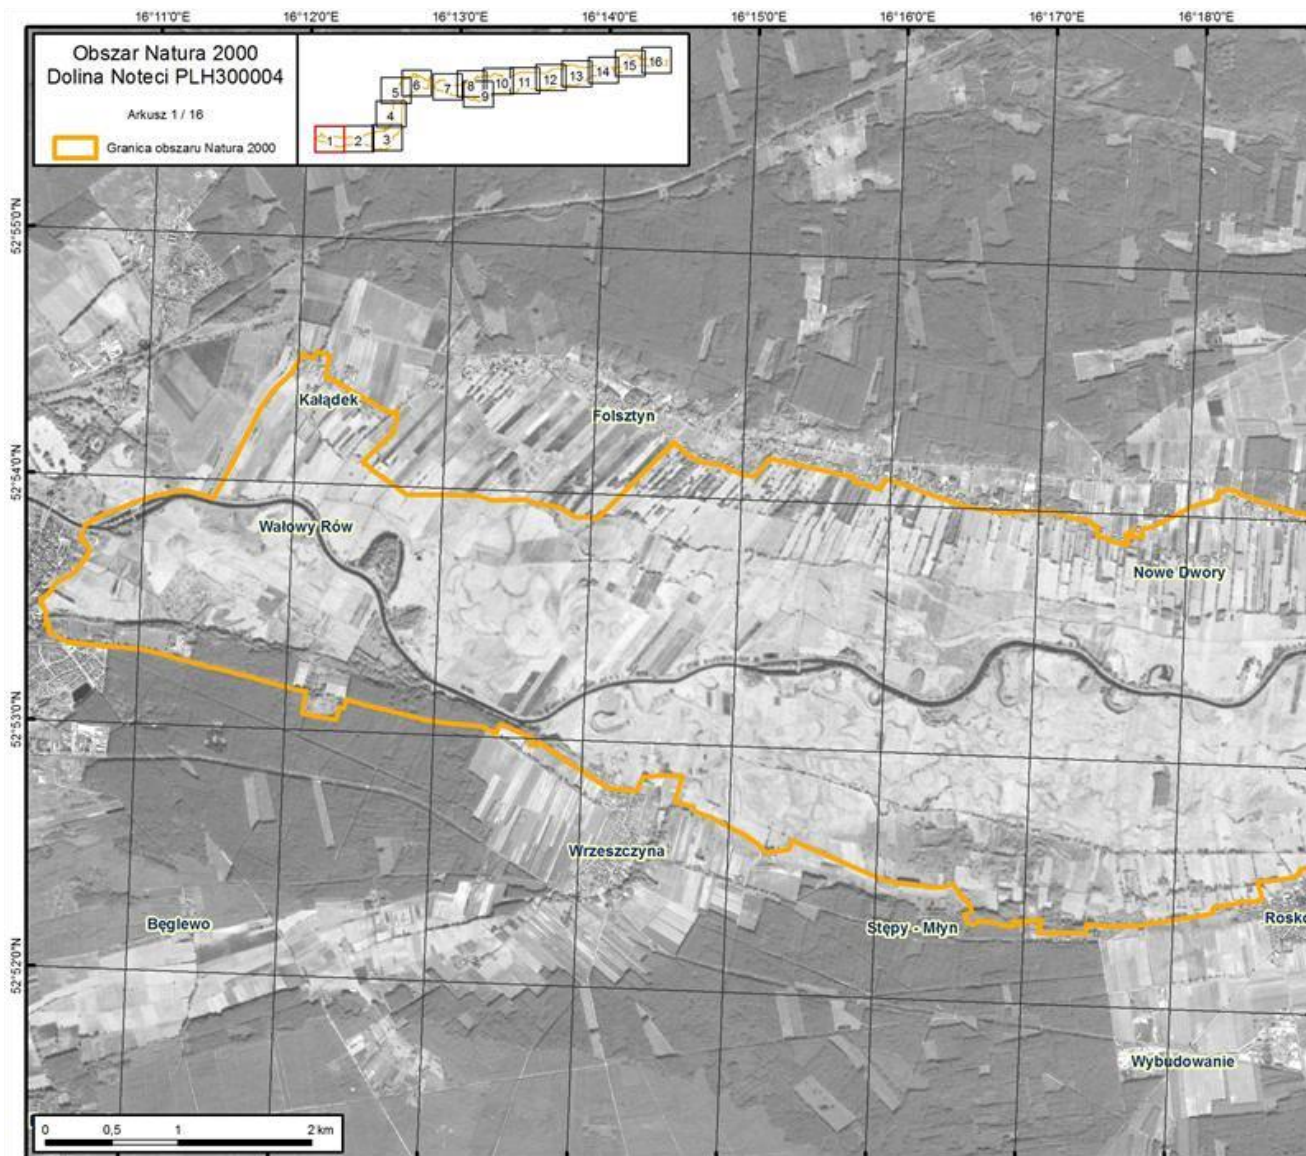 16°11'0"E 16°12'0"E 16°13'0"E 16°14'0"E 16°15'0"E 16°16'0"E 16°17'0"E 16°18'0"E
Obszar Natura 2000
Dolina Noteci PLH300004
Arkusz 1 / 16
Granica obszaru Natura 2000
1 2 3 4 5 6 7 8 9 10 11 12 13 14 15 16
52°55'0"N
Kałądek
Folsztyn
52°54'0"N
Wałowy Rów
Nowe Dwory
52°53'0"N
Wrzeszczyna
Bęglewo
Stępy - Młyn
Rosko
52°52'0"N
Wybudowanie
0 0,5 1 2 km